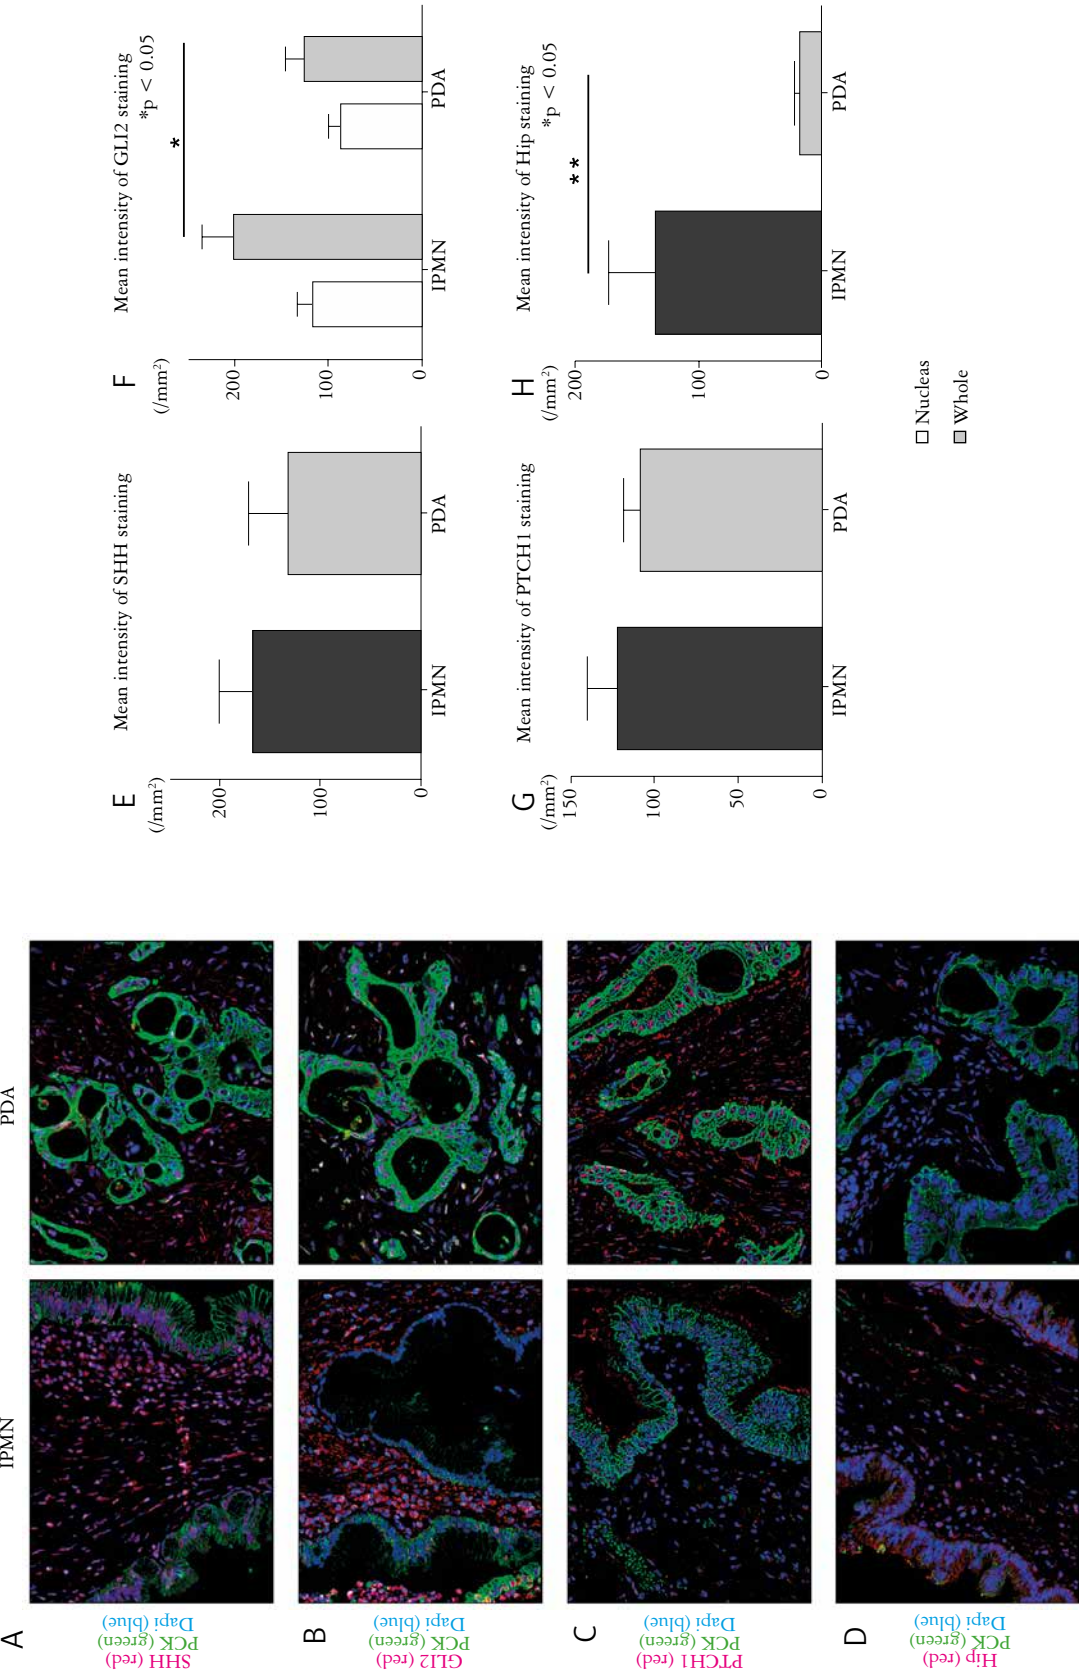 IPMN
PDA
A
SHH (red)
PCK (green)
Dapi (blue)
B
GLI2 (red)
PCK (green)
Dapi (blue)
C
PTCH1 (red)
PCK (green)
Dapi (blue)
D
Hip (red)
PCK (green)
Dapi (blue)
E
Mean intensity of SHH staining
(/mm²)
200
100
0
IPMN
PDA
F
Mean intensity of GLI2 staining
*p < 0.05
(/mm²)
*
200
100
0
IPMN
PDA
G
Mean intensity of PTCH1 staining
(/mm²)
150
100
50
0
IPMN
PDA
H
Mean intensity of Hip staining
*p < 0.05
(/mm²)
**
200
100
0
IPMN
PDA
Nucleas
Whole